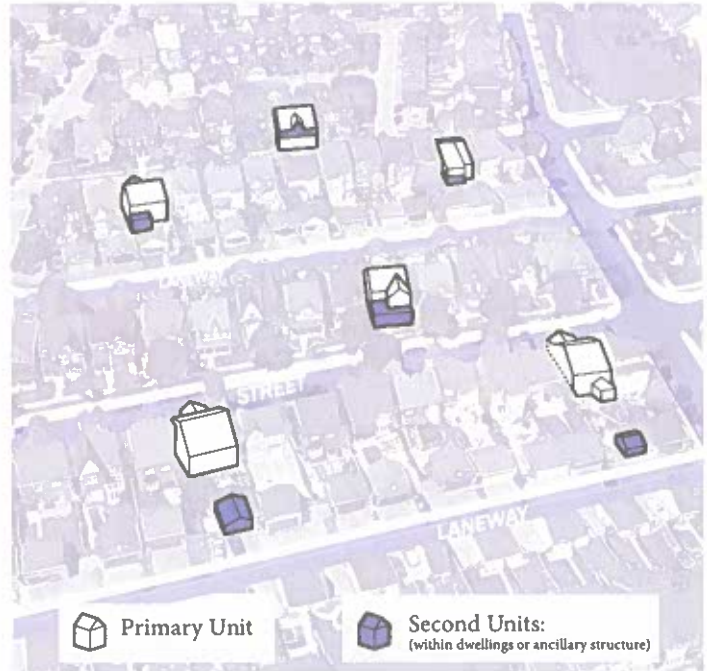 STREET
LANEWAY
Primary Unit
Second Units:
(within dwellings or ancillary structure)